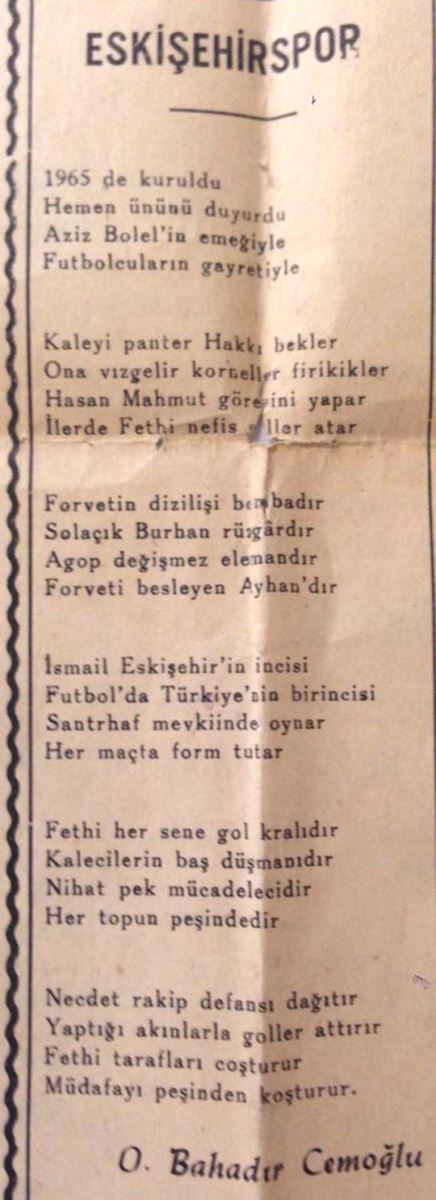 ESKİŞEHİRSPOR
1965 de kuruldu
Hemen ününü duyurdu
Aziz Bolel'in emeğiyle
Futbolcuların gayretiyle
Kaleyi panter Hakkı bekler
Ona vızgelir korneller firikikler
Hasan Mahmut görevini yapar
İlerde Fethi nefis goller atar
Forvetin dizilişi bombadır
Solaçık Burhan rüzgârdır
Agop değişmez elemandır
Forveti besleyen Ayhan'dır
İsmail Eskişehir'in incisi
Futbol'da Türkiye'nin birincisi
Santrhaf mevkiinde oynar
Her maçta form tutar
Fethi her sene gol kralıdır
Kalecilerin baş düşmanıdır
Nihat pek mücadelecidir
Her topun peşindedir
Necdet rakip defansı dağıtır
Yaptığı akınlarla goller attırır
Fethi tarafları coşturur
Müdafayı peşinden koşturur.
O. Bahadır Cemoğlu